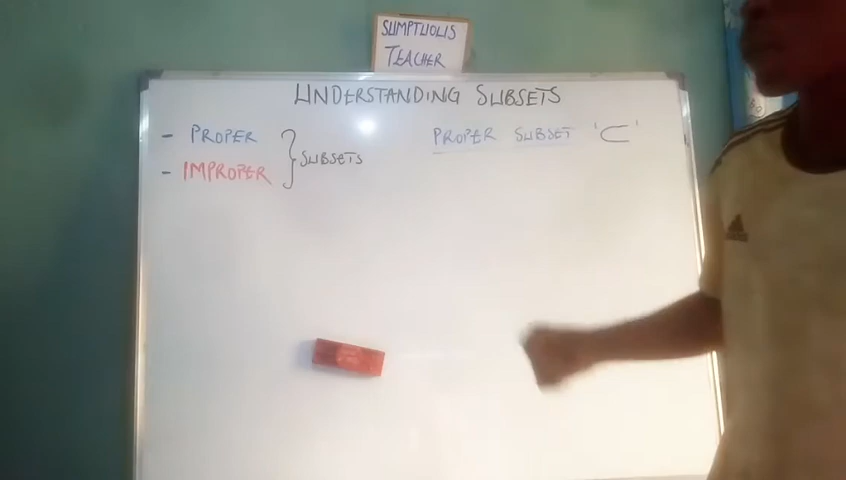 SUMPTUOUS
TEACHER
UNDERSTANDING SUBSETS
- PROPER
- IMPROPER
} SUBSETS
PROPER SUBSET '⊂'